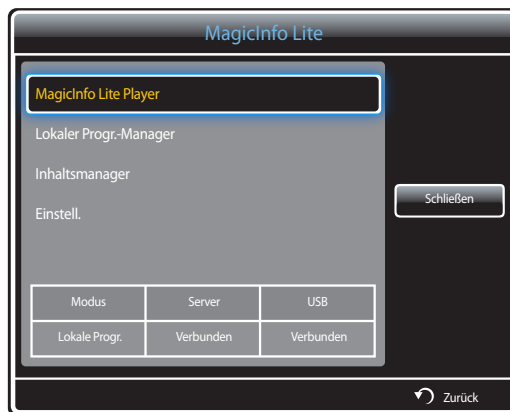 MagicInfo Lite
MagicInfo Lite Player
Lokaler Progr.-Manager
Inhaltsmanager
Einstell.
Schließen
Modus Server USB
Lokale Progr. Verbunden Verbunden
Zurück